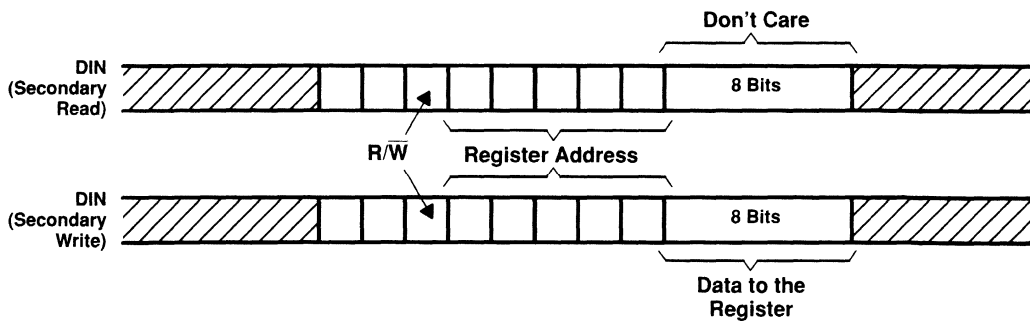 Don't Care
DIN
(Secondary
Read)
8 Bits
R/W̅
Register Address
DIN
(Secondary
Write)
8 Bits
Data to the
Register